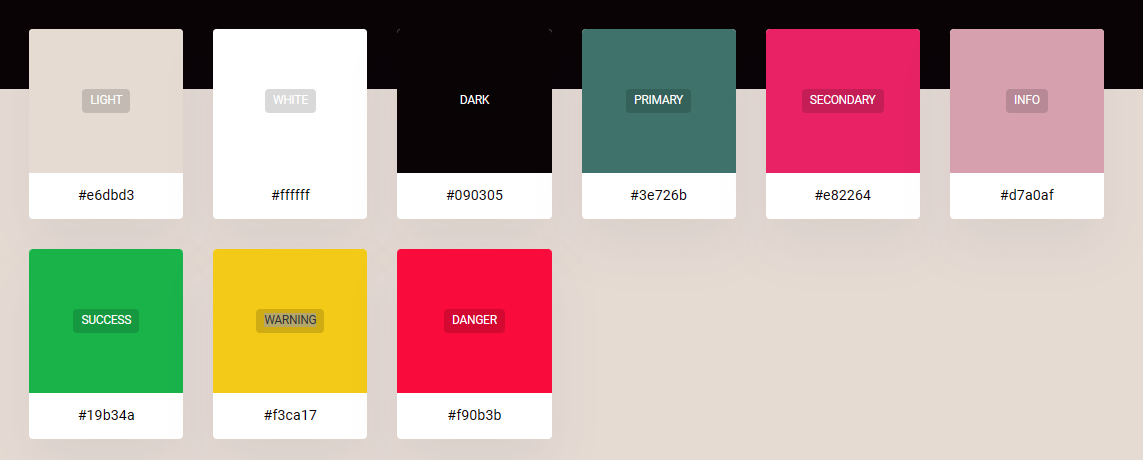 LIGHT
WHITE
DARK
PRIMARY
SECONDARY
INFO
#e6dbd3
#ffffff
#090305
#3e726b
#e82264
#d7a0af
SUCCESS
WARNING
DANGER
#19b34a
#f3ca17
#f90b3b